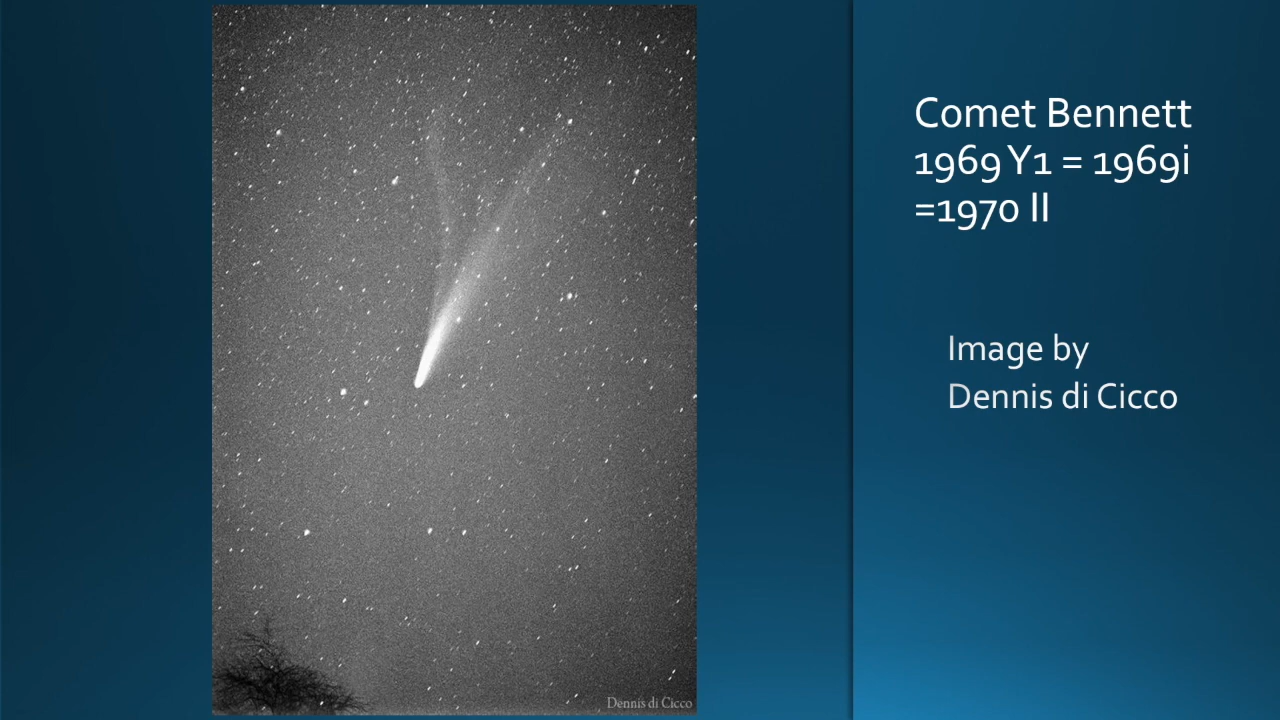 Comet Bennett
1969 Y1 = 1969i
=1970 II
Image by
Dennis di Cicco
Dennis di Cicco